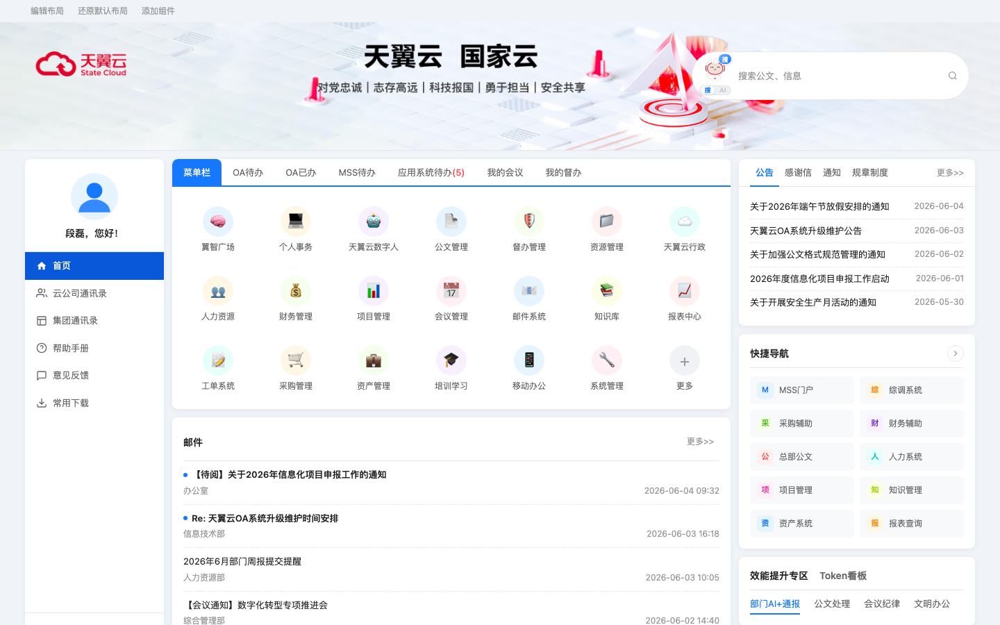 编辑布局 还原默认布局 添加组件
天翼云
State Cloud
天翼云 国家云
对党忠诚｜志存高远｜科技报国｜勇于担当｜安全共享
搜
搜 AI
搜索公文、信息
段磊，您好！
首页
云公司通讯录
集团通讯录
帮助手册
意见反馈
常用下载
菜单栏 OA待办 OA已办 MSS待办 应用系统待办(5) 我的会议 我的督办
翼智广场 个人事务 天翼云数字人 公文管理 督办管理 资源管理 天翼云行政
17
人力资源 财务管理 项目管理 会议管理 邮件系统 知识库 报表中心
工单系统 采购管理 资产管理 培训学习 移动办公 系统管理 更多
邮件 更多>>
【待阅】关于2026年信息化项目申报工作的通知
办公室 2026-06-04 09:32
Re: 天翼云OA系统升级维护时间安排
信息技术部 2026-06-03 16:18
2026年6月部门周报提交提醒
人力资源部 2026-06-03 10:05
【会议通知】数字化转型专项推进会
综合管理部 2026-06-02 14:40
公告 感谢信 通知 规章制度 更多>>
关于2026年端午节放假安排的通知 2026-06-04
天翼云OA系统升级维护公告 2026-06-03
关于加强公文格式规范管理的通知 2026-06-02
2026年度信息化项目申报工作启动 2026-06-01
关于开展安全生产月活动的通知 2026-05-30
快捷导航
M MSS门户 综 综调系统
采 采购辅助 财 财务辅助
公 总部公文 人 人力系统
项 项目管理 知 知识管理
资 资产系统 报 报表查询
效能提升专区 Token看板
部门AI+通报 公文处理 会议纪律 文明办公